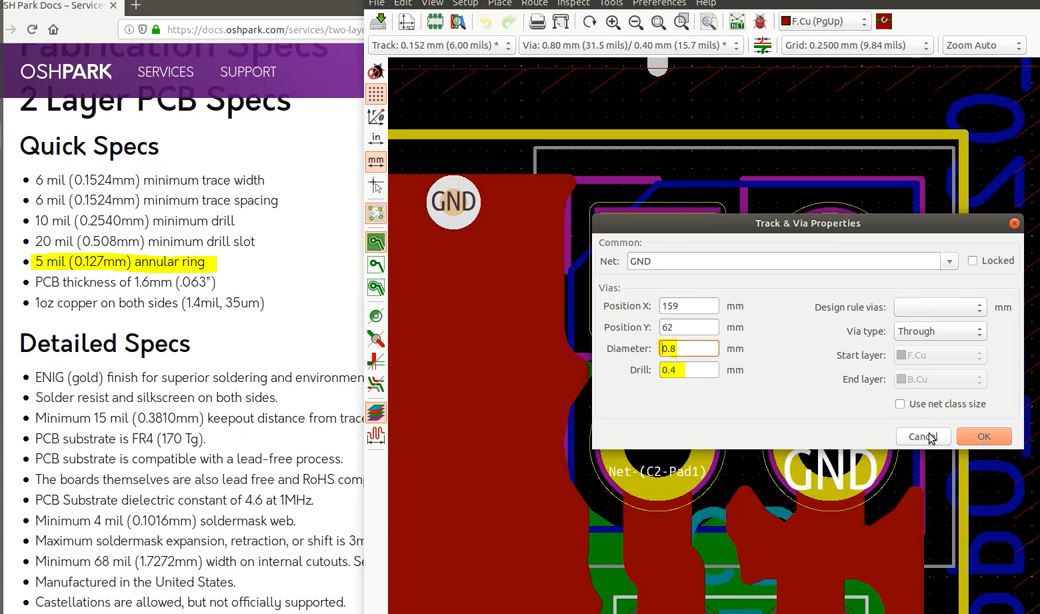 SH Park Docs ~ Service
https://docs.oshpark.com/services/two-laye
Fabrication Specs
OSHPARK SERVICES SUPPORT
2 Layer PCB Specs
Quick Specs
• 6 mil (0.1524mm) minimum trace width
• 6 mil (0.1524mm) minimum trace spacing
• 10 mil (0.2540mm) minimum drill
• 20 mil (0.508mm) minimum drill slot
• 5 mil (0.127mm) annular ring
• PCB thickness of 1.6mm (.063”)
• 1oz copper on both sides (1.4mil, 35um)
Detailed Specs
• ENIG (gold) finish for superior soldering and environmen
• Solder resist and silkscreen on both sides.
• Minimum 15 mil (0.3810mm) keepout distance from trace
• PCB substrate is FR4 (170 Tg).
• PCB substrate is compatible with a lead-free process.
• The boards themselves are also lead free and RoHS com
• PCB Substrate dielectric constant of 4.6 at 1MHz.
• Minimum 4 mil (0.1016mm) soldermask web.
• Maximum soldermask expansion, retraction, or shift is 3m
• Minimum 68 mil (1.7272mm) width on internal cutouts. Se
• Manufactured in the United States.
• Castellations are allowed, but not officially supported.
File Edit View Setup Place Route Inspect Tools Preferences Help
F.Cu (PgUp)
Track: 0.152 mm (6.00 mils) * Via: 0.80 mm (31.5 mils)/ 0.40 mm (15.7 mils) * Grid: 0.2500 mm (9.84 mils) Zoom Auto
in
mm
GND
Track & Via Properties
Common:
Net: GND Locked
Vias:
Position X: 159 mm Design rule vias: mm
Position Y: 62 mm Via type: Through
Diameter: 0.8 mm Start layer: F.Cu
Drill: 0.4 mm End layer: B.Cu
Use net class size
Cancel OK
Net-(C2-Pad1)
GND